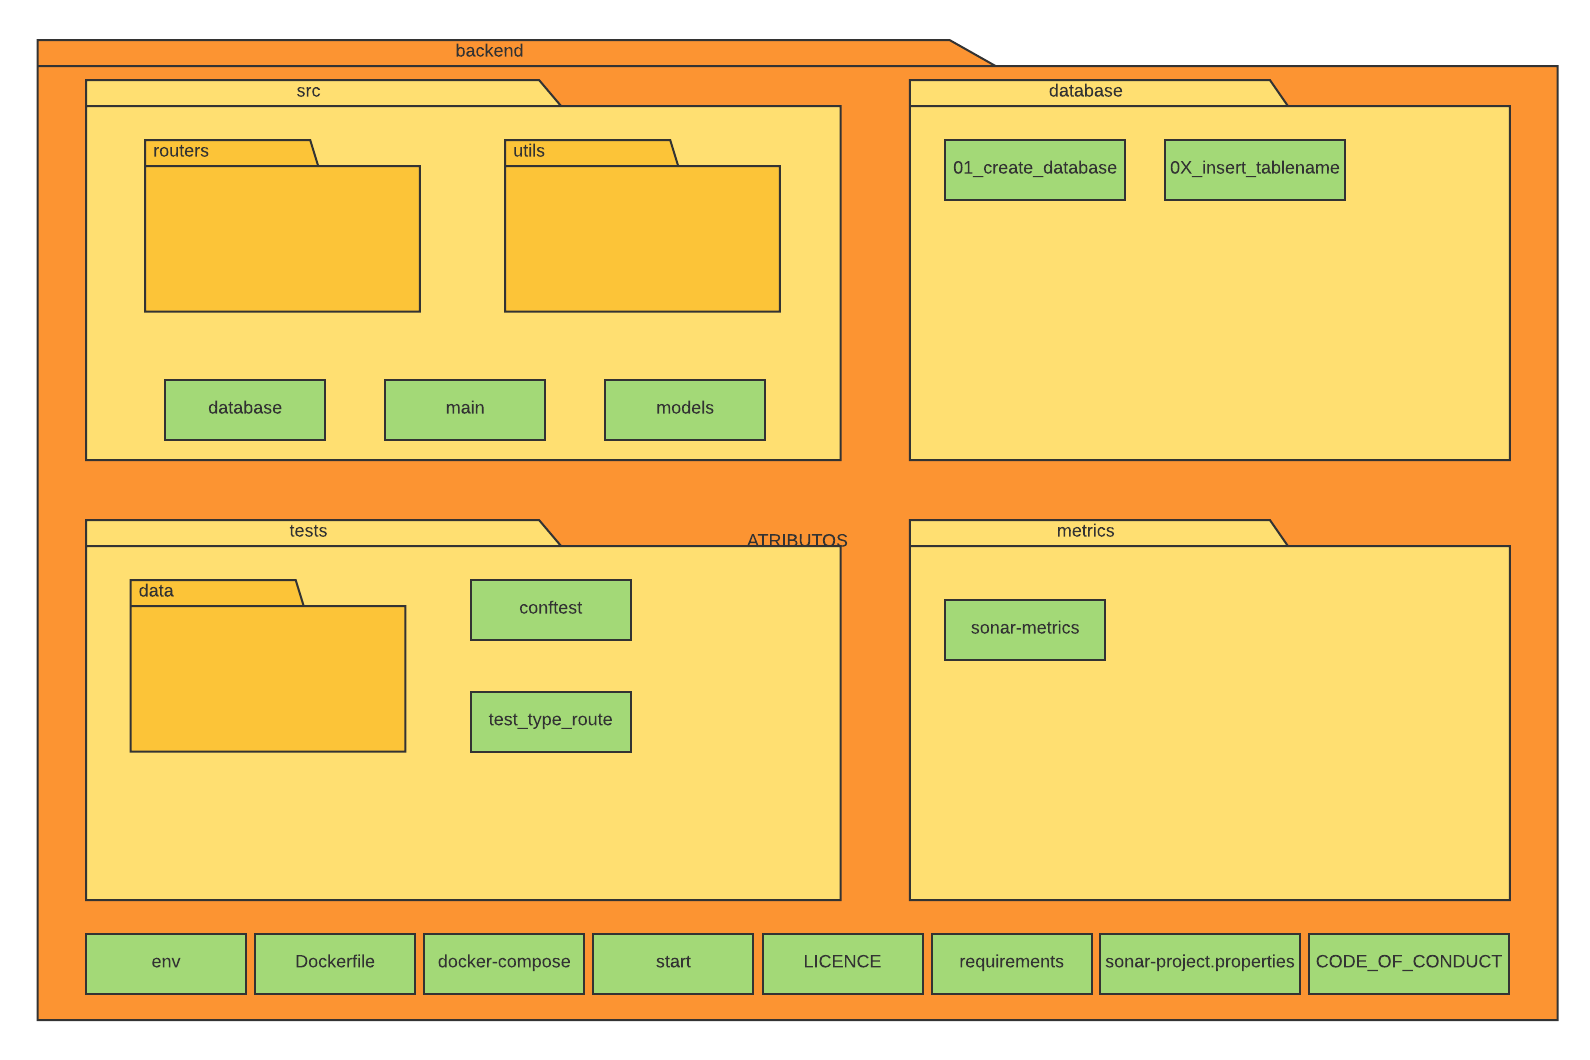 backend
src
routers
utils
database
main
models
database
01_create_database
0X_insert_tablename
tests
ATRIBUTOS
data
conftest
test_type_route
metrics
sonar-metrics
env
Dockerfile
docker-compose
start
LICENCE
requirements
sonar-project.properties
CODE_OF_CONDUCT